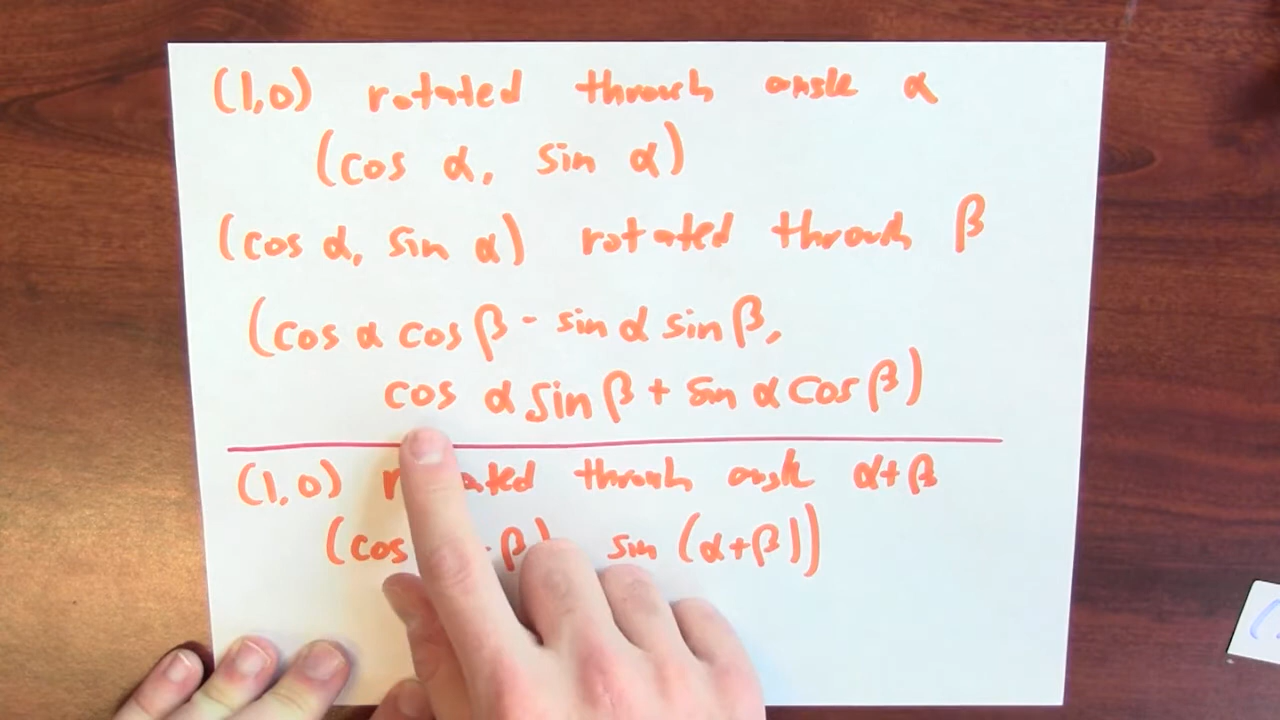 (1,0) rotated through angle α
(cos α, sin α)
(cos α, sin α) rotated through β
(cos α cos β - sin α sin β,
cos α sin β + sin α cos β)
(1,0) through angle α+β
(cos β) sin (α+β))